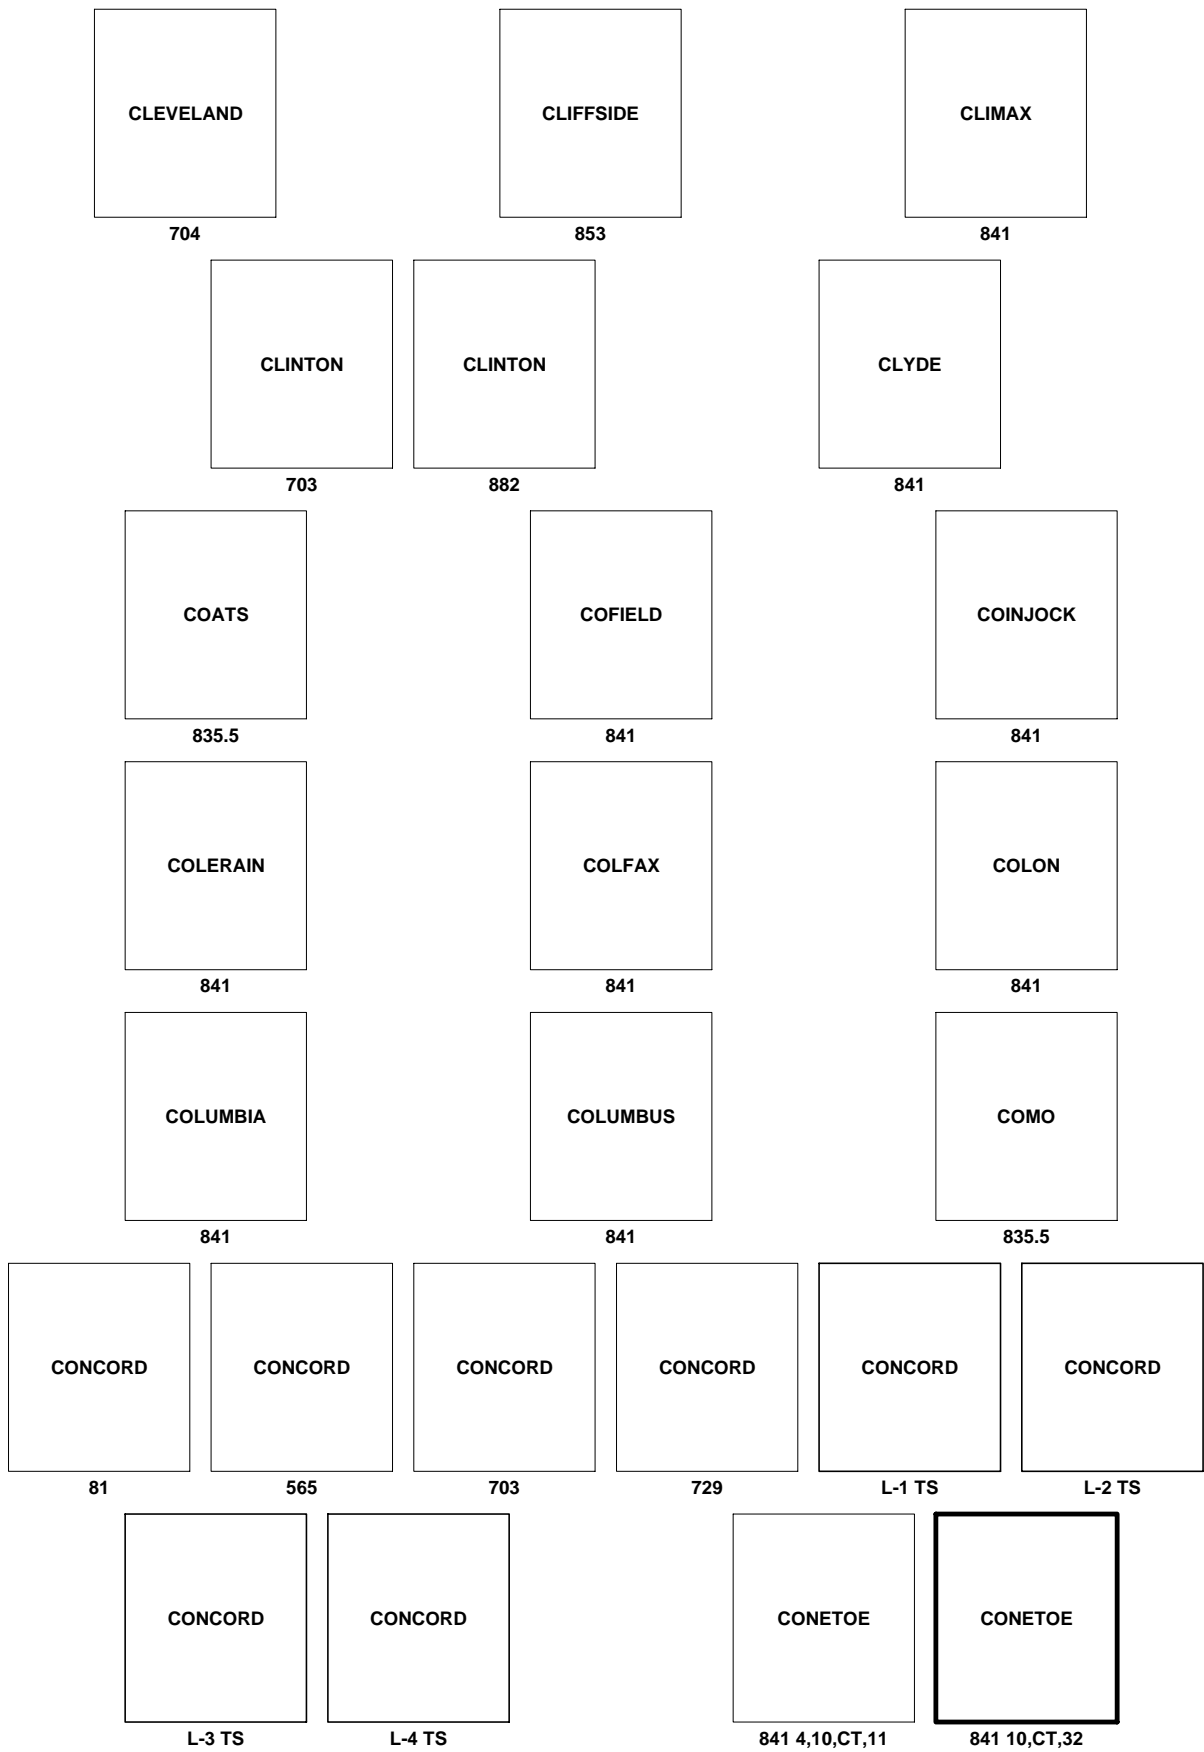 CLEVELAND CLIFFSIDE CLIMAX
704 853 841
CLINTON CLINTON CLYDE
703 882 841
COATS COFIELD COINJOCK
835.5 841 841
COLERAIN COLFAX COLON
841 841 841
COLUMBIA COLUMBUS COMO
841 841 835.5
CONCORD CONCORD CONCORD CONCORD CONCORD CONCORD
81 565 703 729 L-1 TS L-2 TS
CONCORD CONCORD CONETOE CONETOE
L-3 TS L-4 TS 841 4,10,CT,11 841 10,CT,32